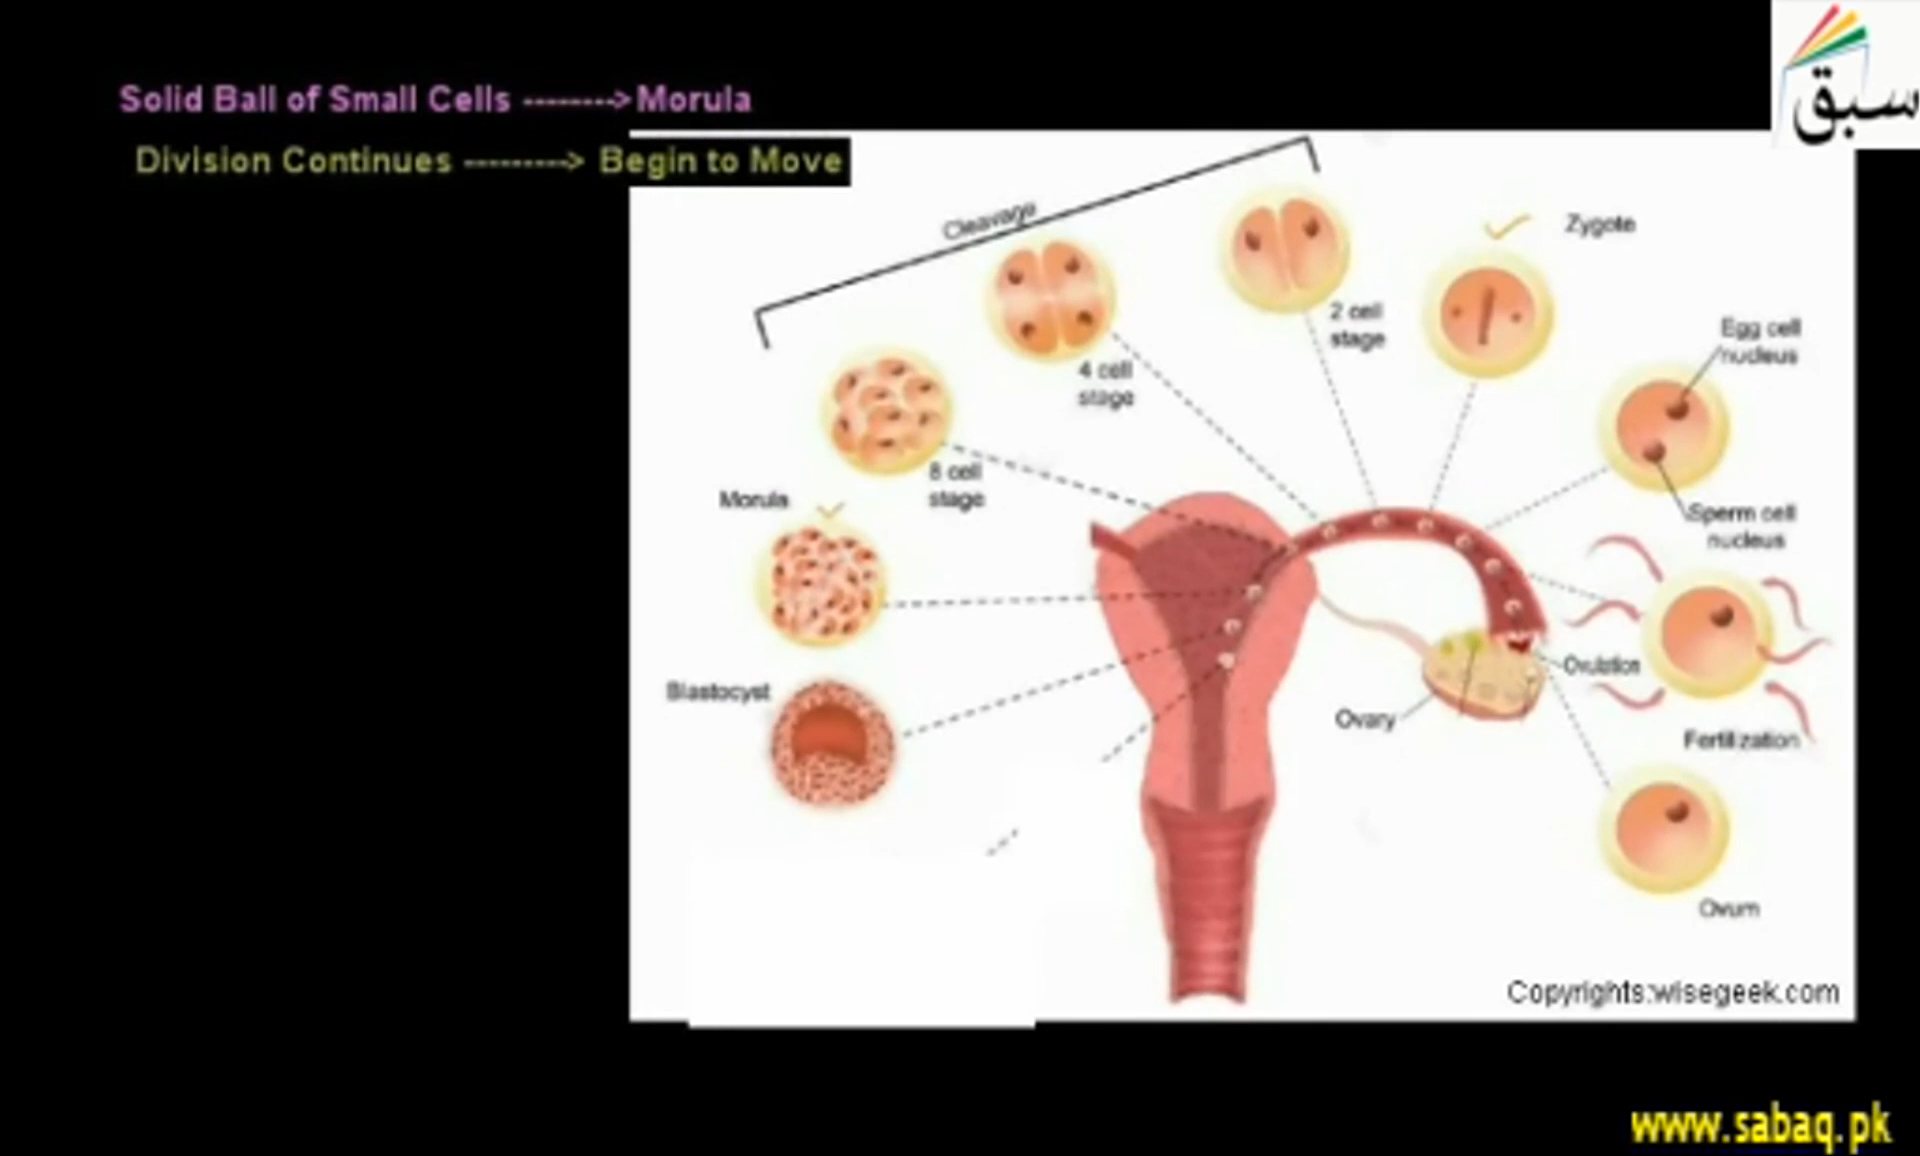 سبق
Solid Ball of Small Cells --------> Morula
Division Continues ---------> Begin to Move
Cleavage
Zygote
2 cell
stage
Egg cell
nucleus
4 cell
stage
8 cell
stage
Morula
Sperm cell
nucleus
Blastocyst
Ovulation
Ovary
Fertilization
Ovum
Copyrights:wisegeek.com
www.sabaq.pk